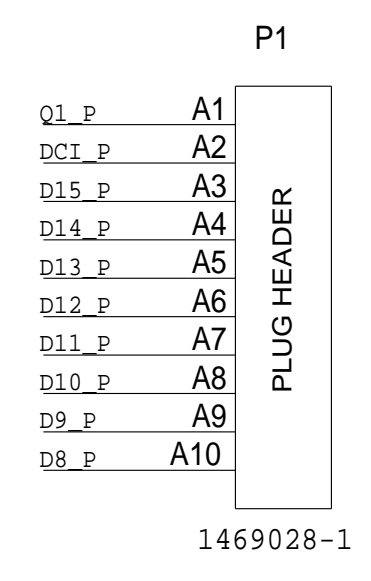 P1
Q1_P A1
DCI_P A2
D15_P A3
D14_P A4
D13_P A5
D12_P A6
D11_P A7
D10_P A8
D9_P A9
D8_P A10
PLUG HEADER
1469028-1